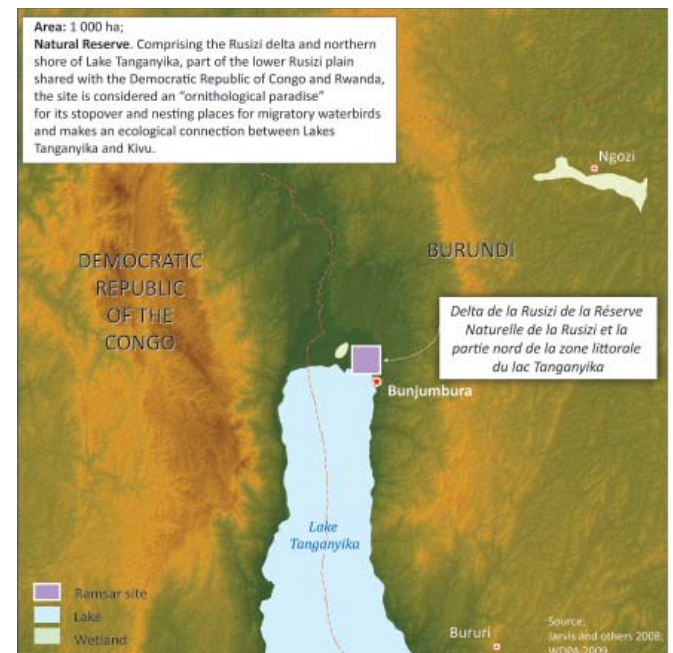 Area: 1 000 ha;
Natural Reserve. Comprising the Rusizi delta and northern
shore of Lake Tanganyika, part of the lower Rusizi plain
shared with the Democratic Republic of Congo and Rwanda,
the site is considered an “ornithological paradise”
for its stopover and nesting places for migratory waterbirds
and makes an ecological connection between Lakes
Tanganyika and Kivu.
Ngozi
DEMOCRATIC
REPUBLIC
OF THE
CONGO
BURUNDI
Delta de la Rusizi de la Réserve
Naturelle de la Rusizi et la
partie nord de la zone littorale
du lac Tanganyika
Bunjumbura
Lake
Tanganyika
Ramsar site
Lake
Wetland
Bururi
Source:
Jarvis and others 2008;
WDPA 2009